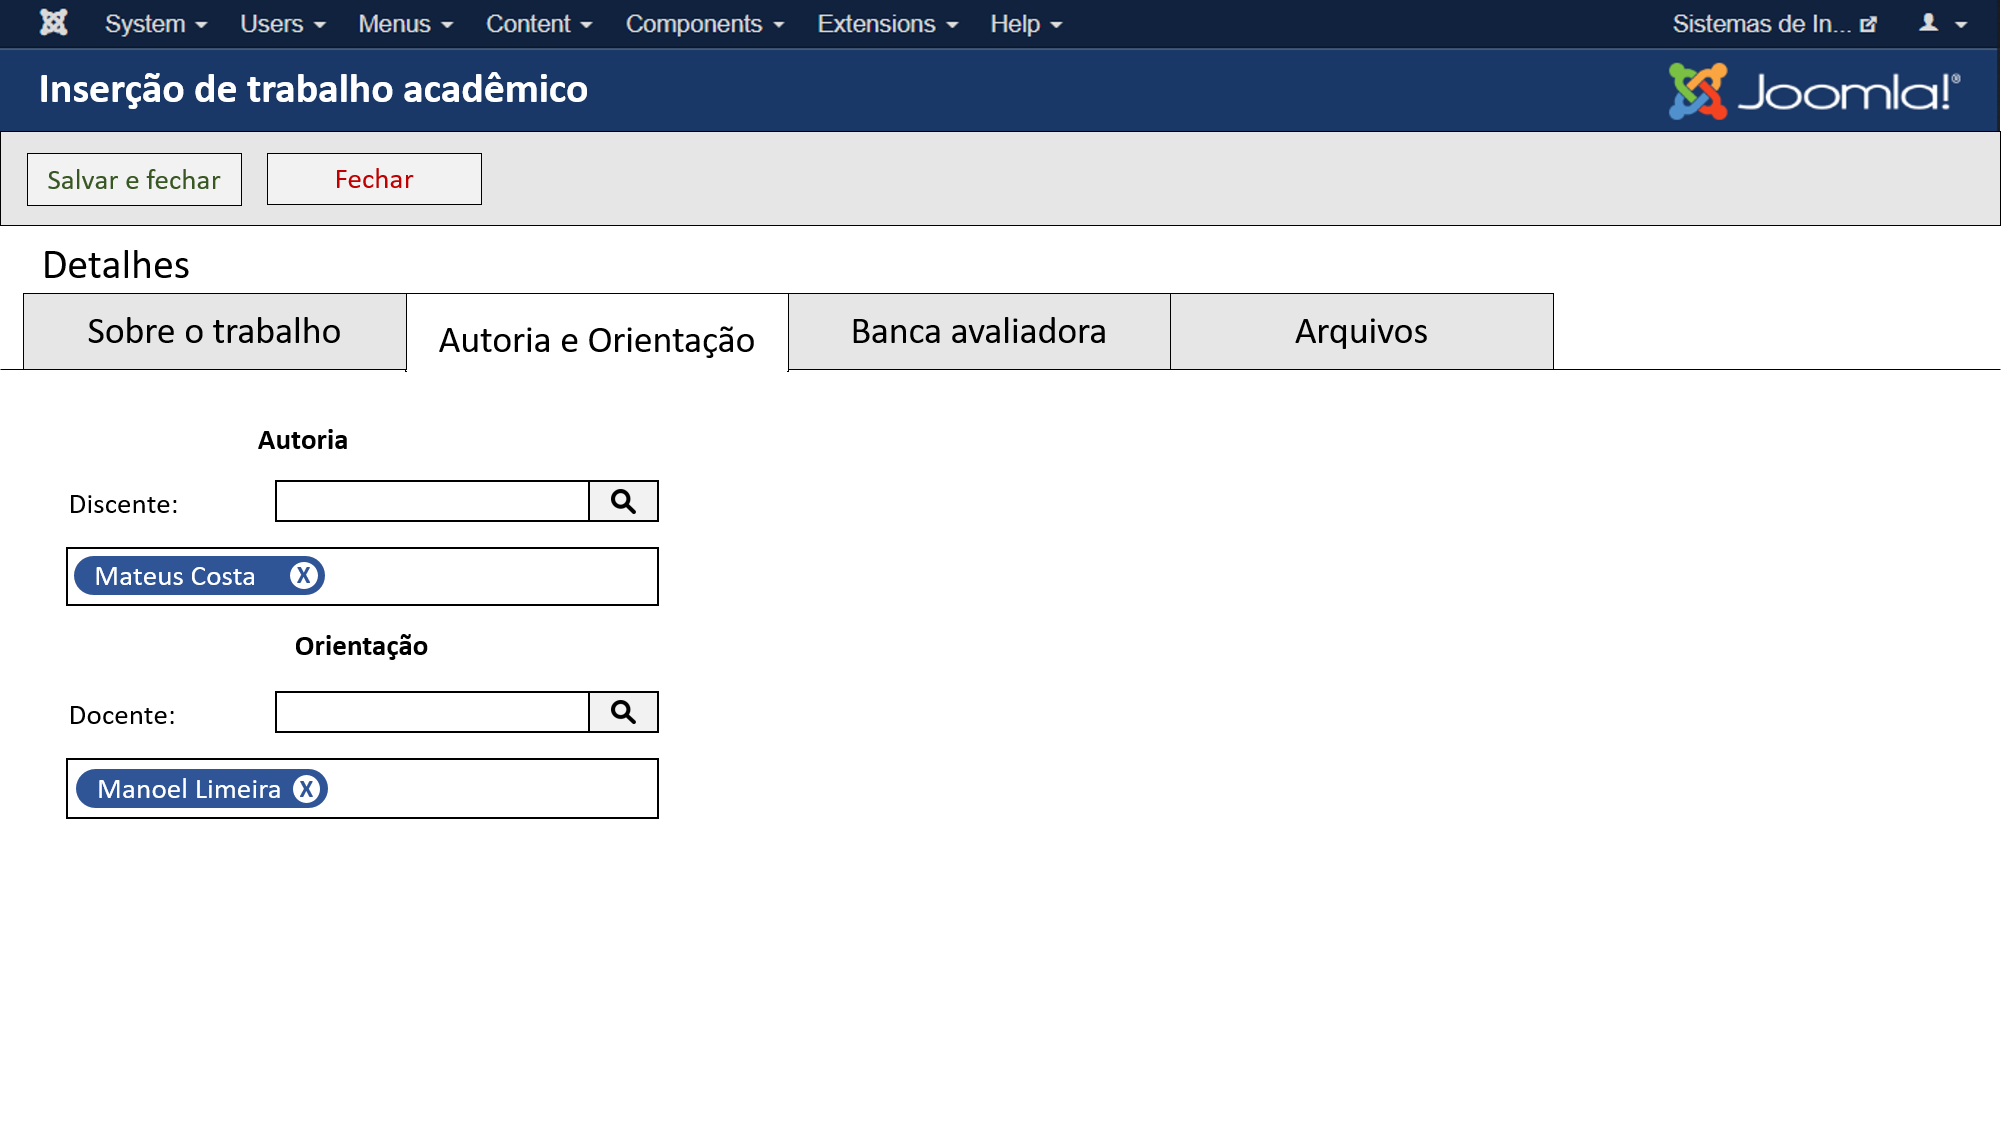 System Users Menus Content Components Extensions Help Sistemas de In...
Inserção de trabalho acadêmico Joomla!®
Salvar e fechar Fechar
Detalhes
Sobre o trabalho Autoria e Orientação Banca avaliadora Arquivos
Autoria
Discente:
Mateus Costa X
Orientação
Docente:
Manoel Limeira X